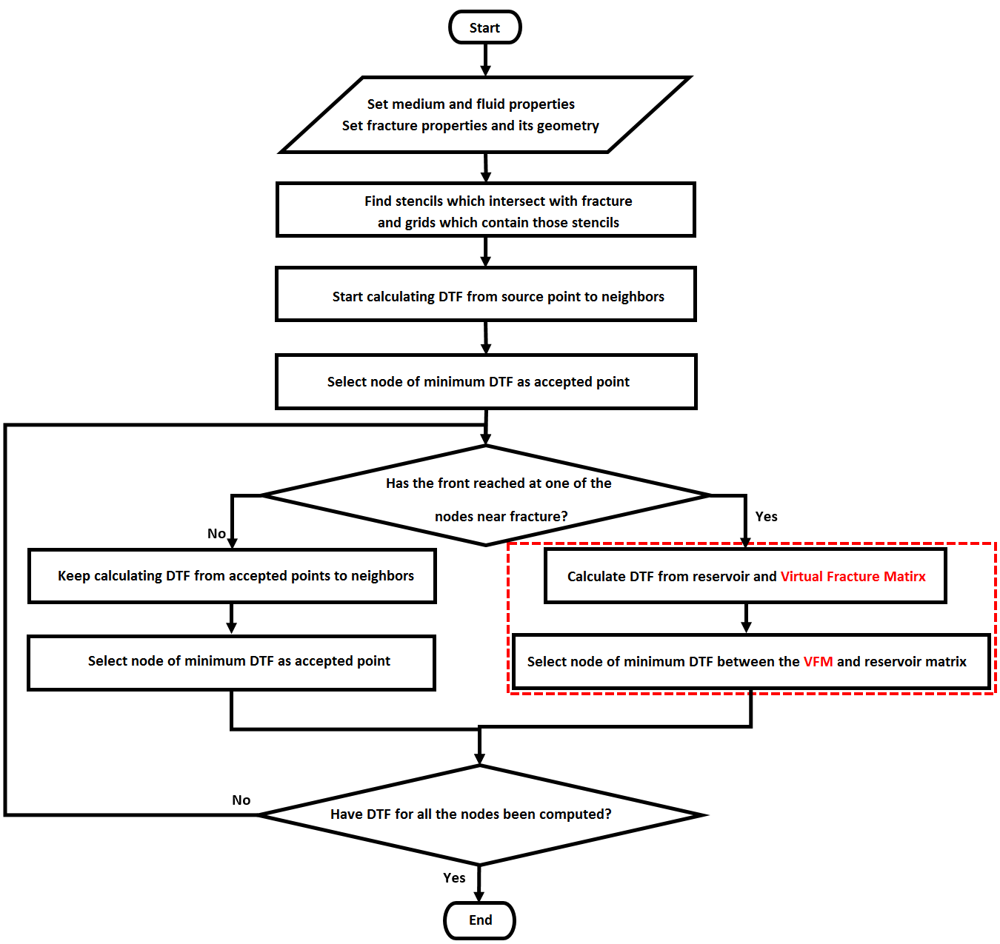 Start
Set medium and fluid properties
Set fracture properties and its geometry
Find stencils which intersect with fracture
and grids which contain those stencils
Start calculating DTF from source point to neighbors
Select node of minimum DTF as accepted point
Has the front reached at one of the
nodes near fracture?
No
Yes
Keep calculating DTF from accepted points to neighbors
Calculate DTF from reservoir and Virtual Fracture Matirx
Select node of minimum DTF as accepted point
Select node of minimum DTF between the VFM and reservoir matrix
No
Have DTF for all the nodes been computed?
Yes
End